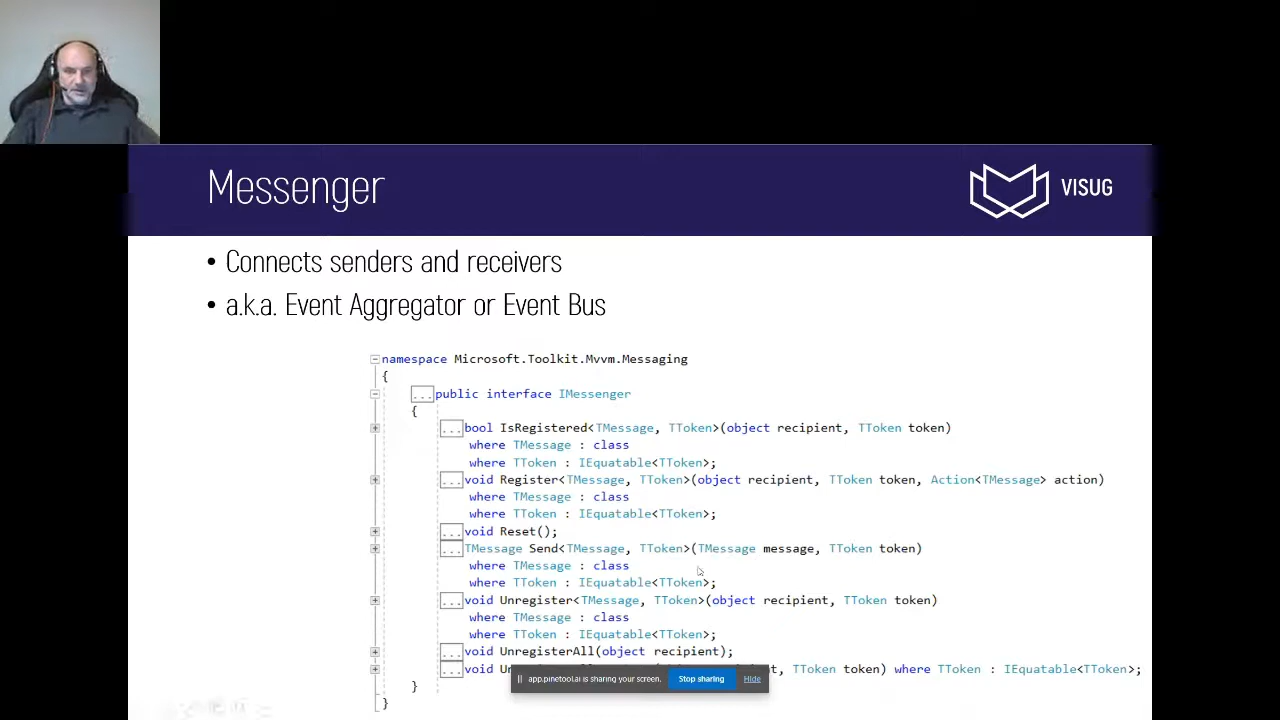 Messenger
VISUG
• Connects senders and receivers
• a.k.a. Event Aggregator or Event Bus
namespace Microsoft.Toolkit.Mvvm.Messaging
{
...public interface IMessenger
{
...bool IsRegistered<TMessage, TToken>(object recipient, TToken token)
where TMessage : class
where TToken : IEquatable<TToken>;
...void Register<TMessage, TToken>(object recipient, TToken token, Action<TMessage> action)
where TMessage : class
where TToken : IEquatable<TToken>;
...void Reset();
...TMessage Send<TMessage, TToken>(TMessage message, TToken token)
where TMessage : class
where TToken : IEquatable<TToken>;
...void Unregister<TMessage, TToken>(object recipient, TToken token)
where TMessage : class
where TToken : IEquatable<TToken>;
...void UnregisterAll(object recipient);
...void TToken token) where TToken : IEquatable<TToken>;
app.pinetool.ai is sharing your screen. Stop sharing Hide
}
}